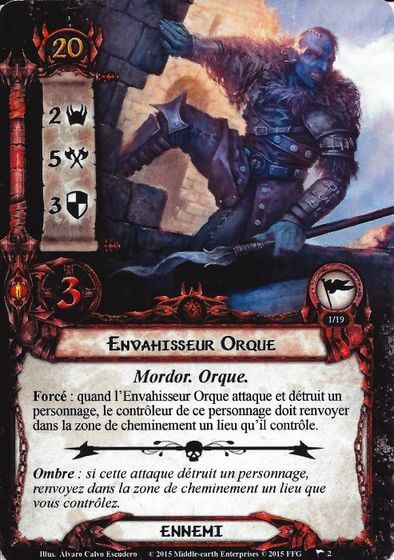 20
2
5
3
3
1/19
Envahisseur Orque
Mordor. Orque.
Forcé : quand l'Envahisseur Orque attaque et détruit un
personnage, le contrôleur de ce personnage doit renvoyer
dans la zone de cheminement un lieu qu'il contrôle.
Ombre : si cette attaque détruit un personnage,
renvoyez dans la zone de cheminement un lieu que
vous contrôlez.
ENNEMI
Illus. Álvaro Calvo Escudero © 2015 Middle-earth Enterprises © 2015 FFG 2